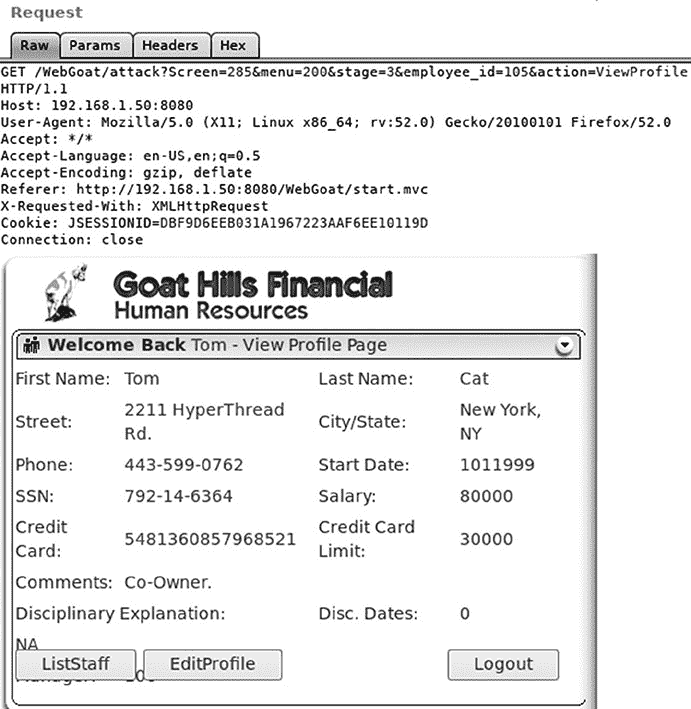 Request
Raw Params Headers Hex
GET /WebGoat/attack?Screen=285&menu=200&stage=3&employee_id=105&action=ViewProfile
HTTP/1.1
Host: 192.168.1.50:8080
User-Agent: Mozilla/5.0 (X11; Linux x86_64; rv:52.0) Gecko/20100101 Firefox/52.0
Accept: */*
Accept-Language: en-US,en;q=0.5
Accept-Encoding: gzip, deflate
Referer: http://192.168.1.50:8080/WebGoat/start.mvc
X-Requested-With: XMLHttpRequest
Cookie: JSESSIONID=DBF9D6EEB031A1967223AAF6EE10119D
Connection: close
Goat Hills Financial
Human Resources
Welcome Back Tom - View Profile Page
First Name: Tom Last Name: Cat
Street: 2211 HyperThread Rd. City/State: New York, NY
Phone: 443-599-0762 Start Date: 1011999
SSN: 792-14-6364 Salary: 80000
Credit Card: 5481360857968521 Credit Card Limit: 30000
Comments: Co-Owner.
Disciplinary Explanation: Disc. Dates: 0
NA
ListStaff EditProfile Logout